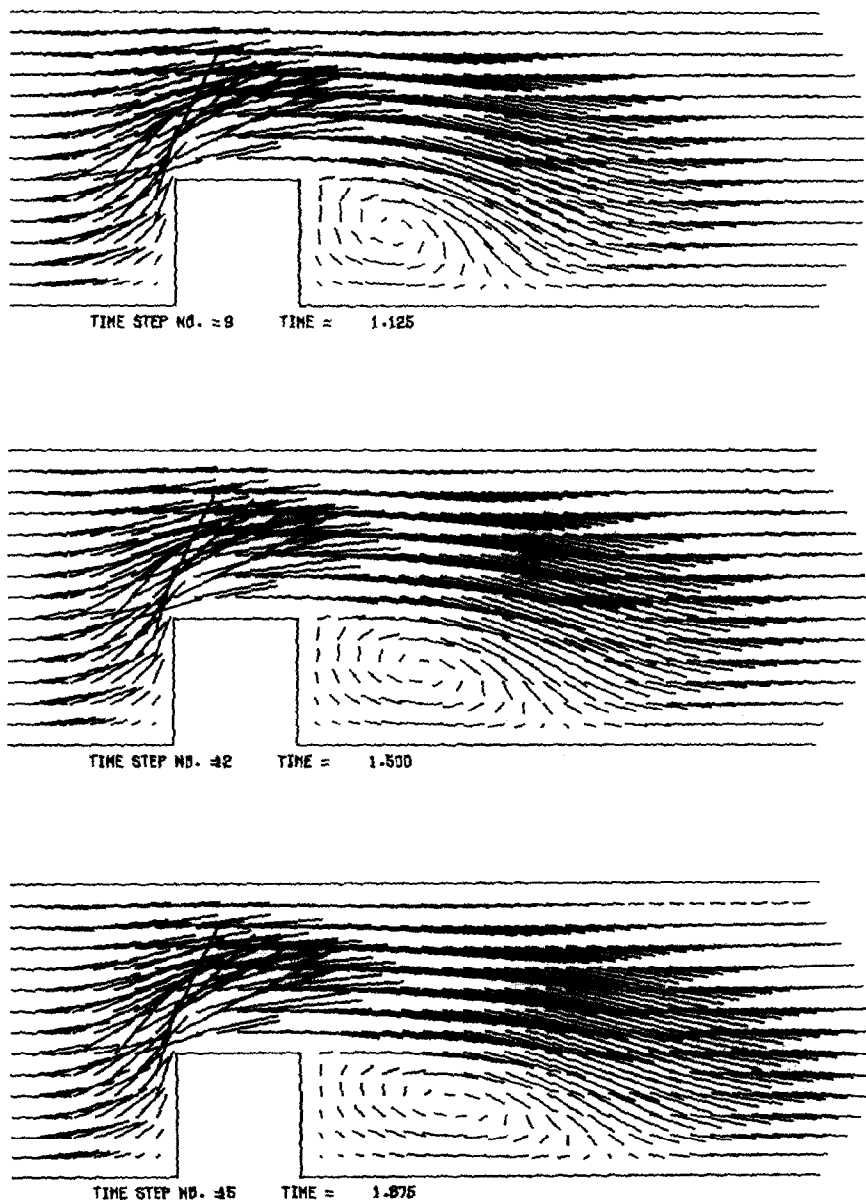 TIME STEP NO. = 9 TIME = 1.125
TIME STEP NO. = 12 TIME = 1.500
TIME STEP NO. = 15 TIME = 1.875